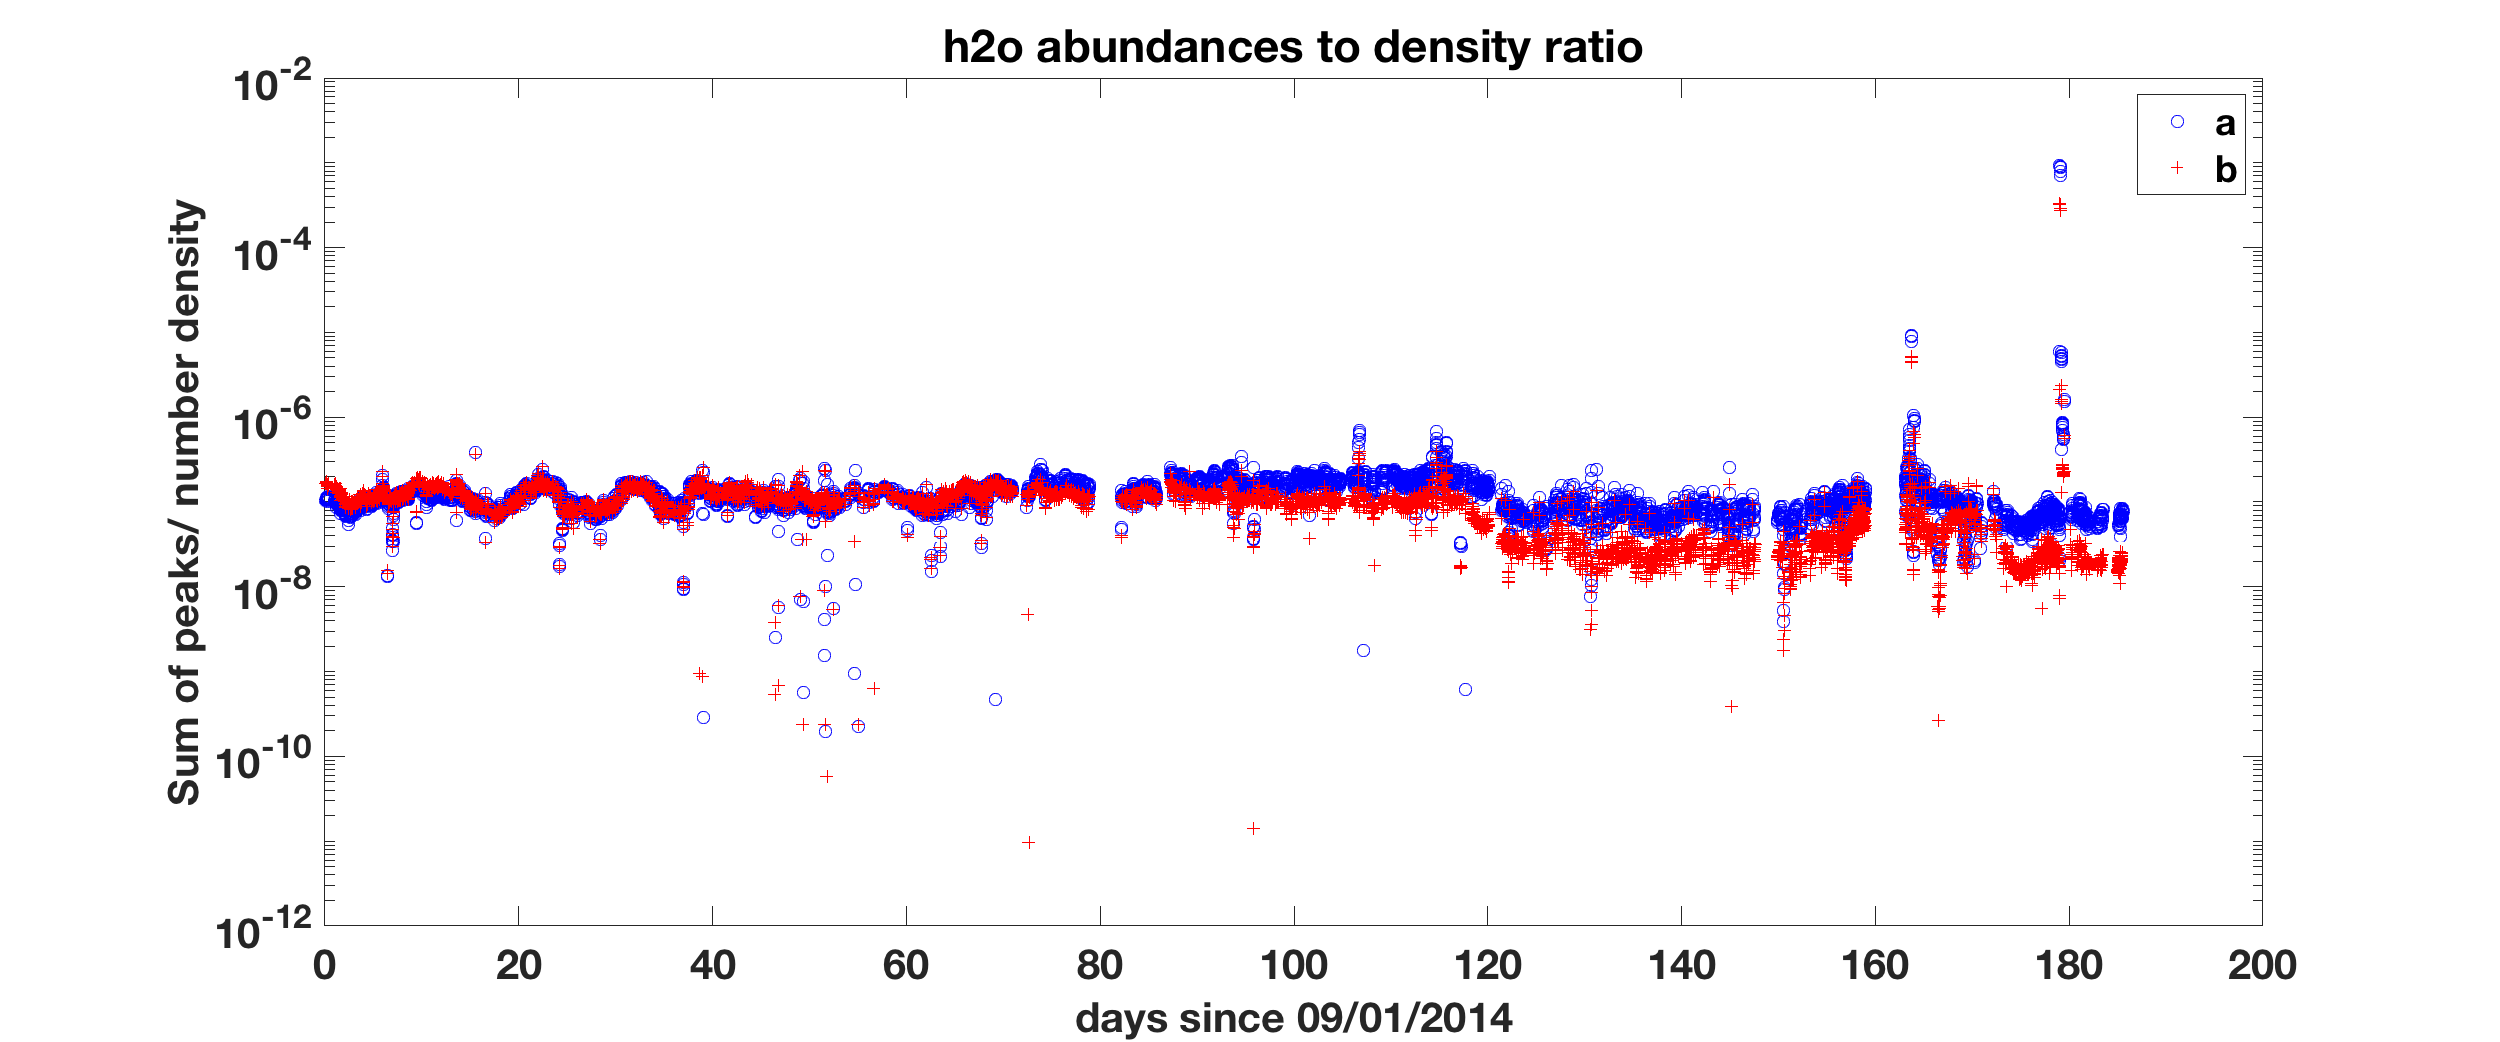 h2o abundances to density ratio
10-2
10-4
10-6
10-8
10-10
10-12
Sum of peaks/ number density
a
b
0 20 40 60 80 100 120 140 160 180 200
days since 09/01/2014